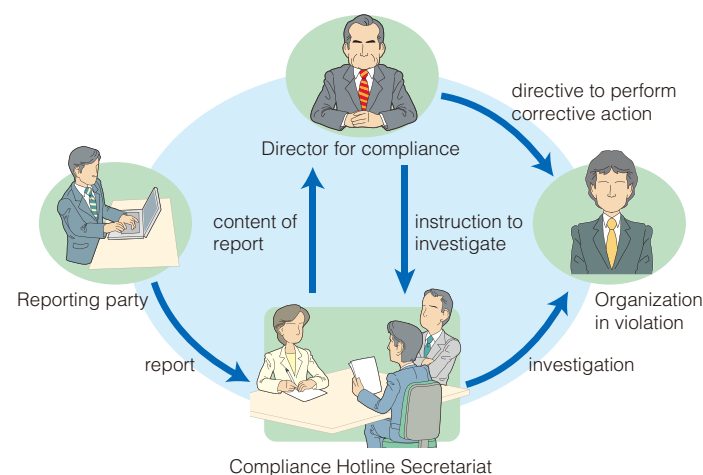 directive to perform
corrective action
Director for compliance
content of
report
instruction to
investigate
Reporting party
Organization
in violation
report
investigation
Compliance Hotline Secretariat